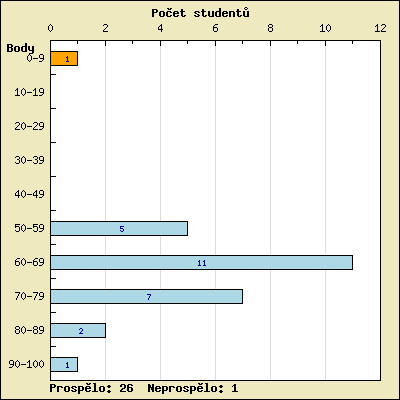 Počet studentů
0 2 4 6 8 10 12
Body
0-9 1
10-19
20-29
30-39
40-49
50-59 5
60-69 11
70-79 7
80-89 2
90-100 1
Prospělo: 26 Neprospělo: 1